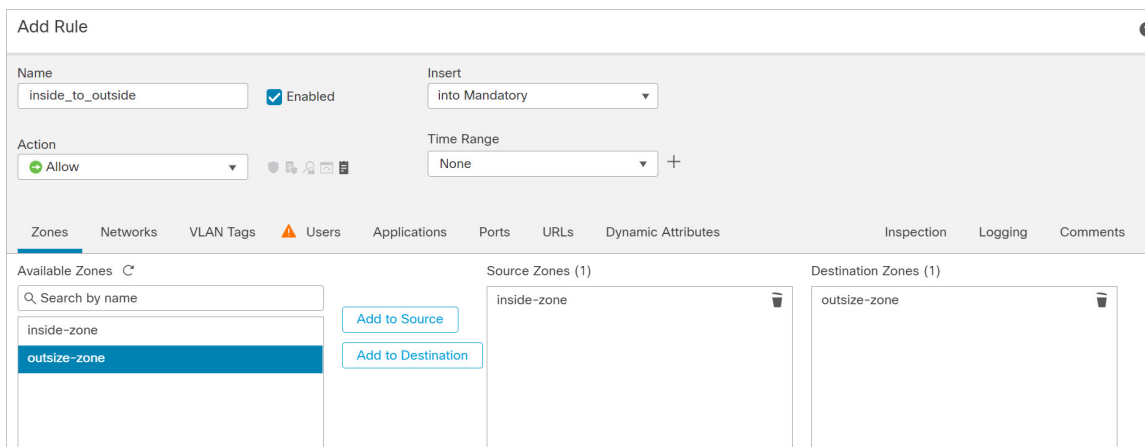 Add Rule
Name
Insert
inside_to_outside
Enabled
into Mandatory
Action
Time Range
Allow
None
Zones Networks VLAN Tags Users Applications Ports URLs Dynamic Attributes Inspection Logging Comments
Available Zones
Source Zones (1)
Destination Zones (1)
Search by name
inside-zone
outsize-zone
Add to Source
Add to Destination
inside-zone
outsize-zone